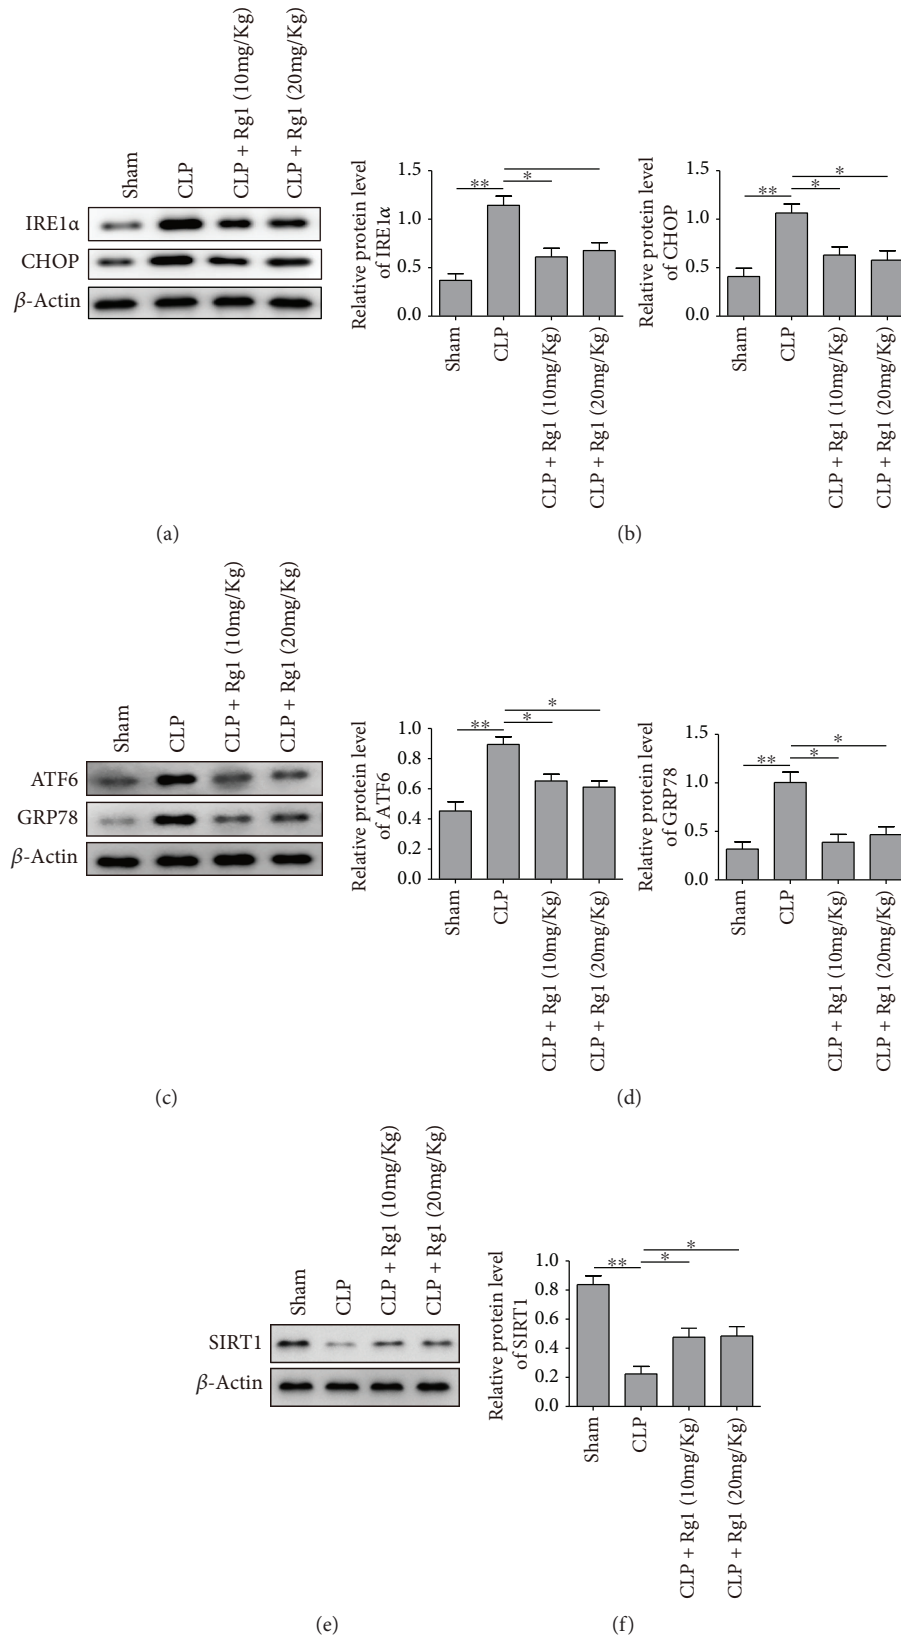 Sham
CLP
CLP + Rg1 (10mg/Kg)
CLP + Rg1 (20mg/Kg)
IRE1α
CHOP
β-Actin
(a)
Relative protein level
of IRE1α
1.5
1.0
0.5
0.0
**
*
Sham
CLP
CLP + Rg1 (10mg/Kg)
CLP + Rg1 (20mg/Kg)
Relative protein level
of CHOP
1.5
1.0
0.5
0.0
**
*
*
Sham
CLP
CLP + Rg1 (10mg/Kg)
CLP + Rg1 (20mg/Kg)
(b)
Sham
CLP
CLP + Rg1 (10mg/Kg)
CLP + Rg1 (20mg/Kg)
ATF6
GRP78
β-Actin
(c)
Relative protein level
of ATF6
1.0
0.8
0.6
0.4
0.2
0.0
**
*
*
Sham
CLP
CLP + Rg1 (10mg/Kg)
CLP + Rg1 (20mg/Kg)
Relative protein level
of GRP78
1.5
1.0
0.5
0.0
**
*
*
Sham
CLP
CLP + Rg1 (10mg/Kg)
CLP + Rg1 (20mg/Kg)
(d)
Sham
CLP
CLP + Rg1 (10mg/Kg)
CLP + Rg1 (20mg/Kg)
SIRT1
β-Actin
(e)
Relative protein level
of SIRT1
1.0
0.8
0.6
0.4
0.2
0.0
**
*
*
Sham
CLP
CLP + Rg1 (10mg/Kg)
CLP + Rg1 (20mg/Kg)
(f)